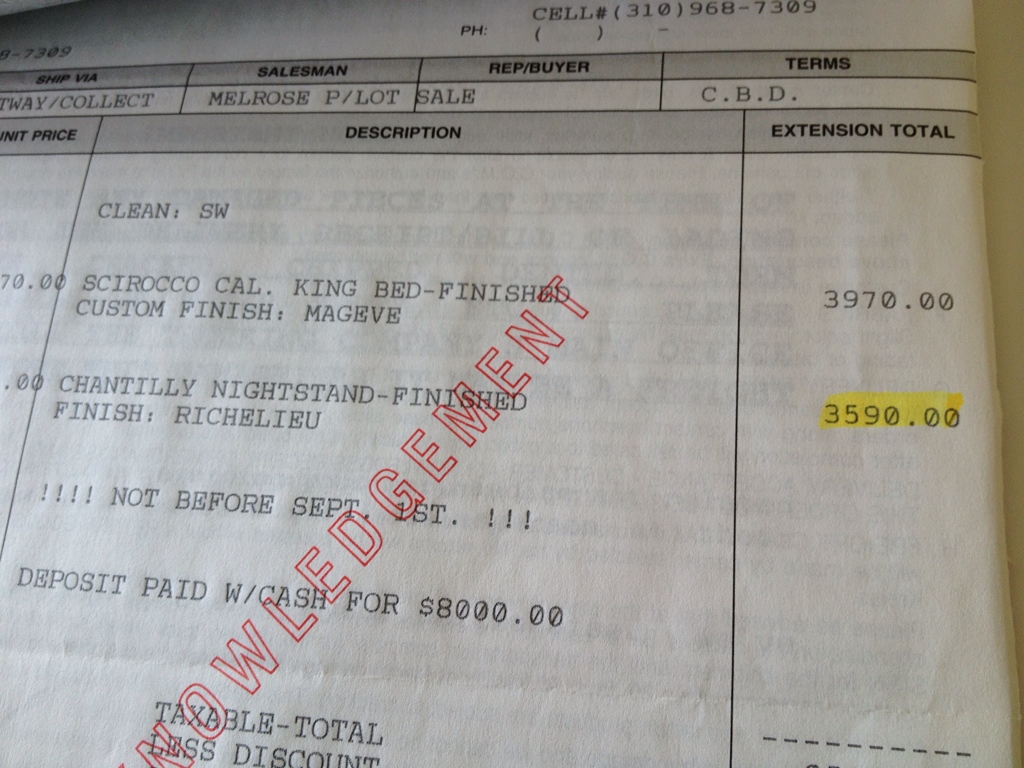 CELL#(310)968-7309
PH: ( ) -
8-7309
SHIP VIA SALESMAN REP/BUYER TERMS
TWAY/COLLECT MELROSE P/LOT SALE C.B.D.
NIT PRICE DESCRIPTION EXTENSION TOTAL
CLEAN: SW
70.00 SCIROCCO CAL. KING BED-FINISHED 3970.00
CUSTOM FINISH: MAGEVE
.00 CHANTILLY NIGHTSTAND-FINISHED 3590.00
FINISH: RICHELIEU
!!!! NOT BEFORE SEPT. 1ST. !!!
DEPOSIT PAID W/CASH FOR $8000.00
NOWLEDGEMENT
TAXABLE-TOTAL
LESS DISCOUNT